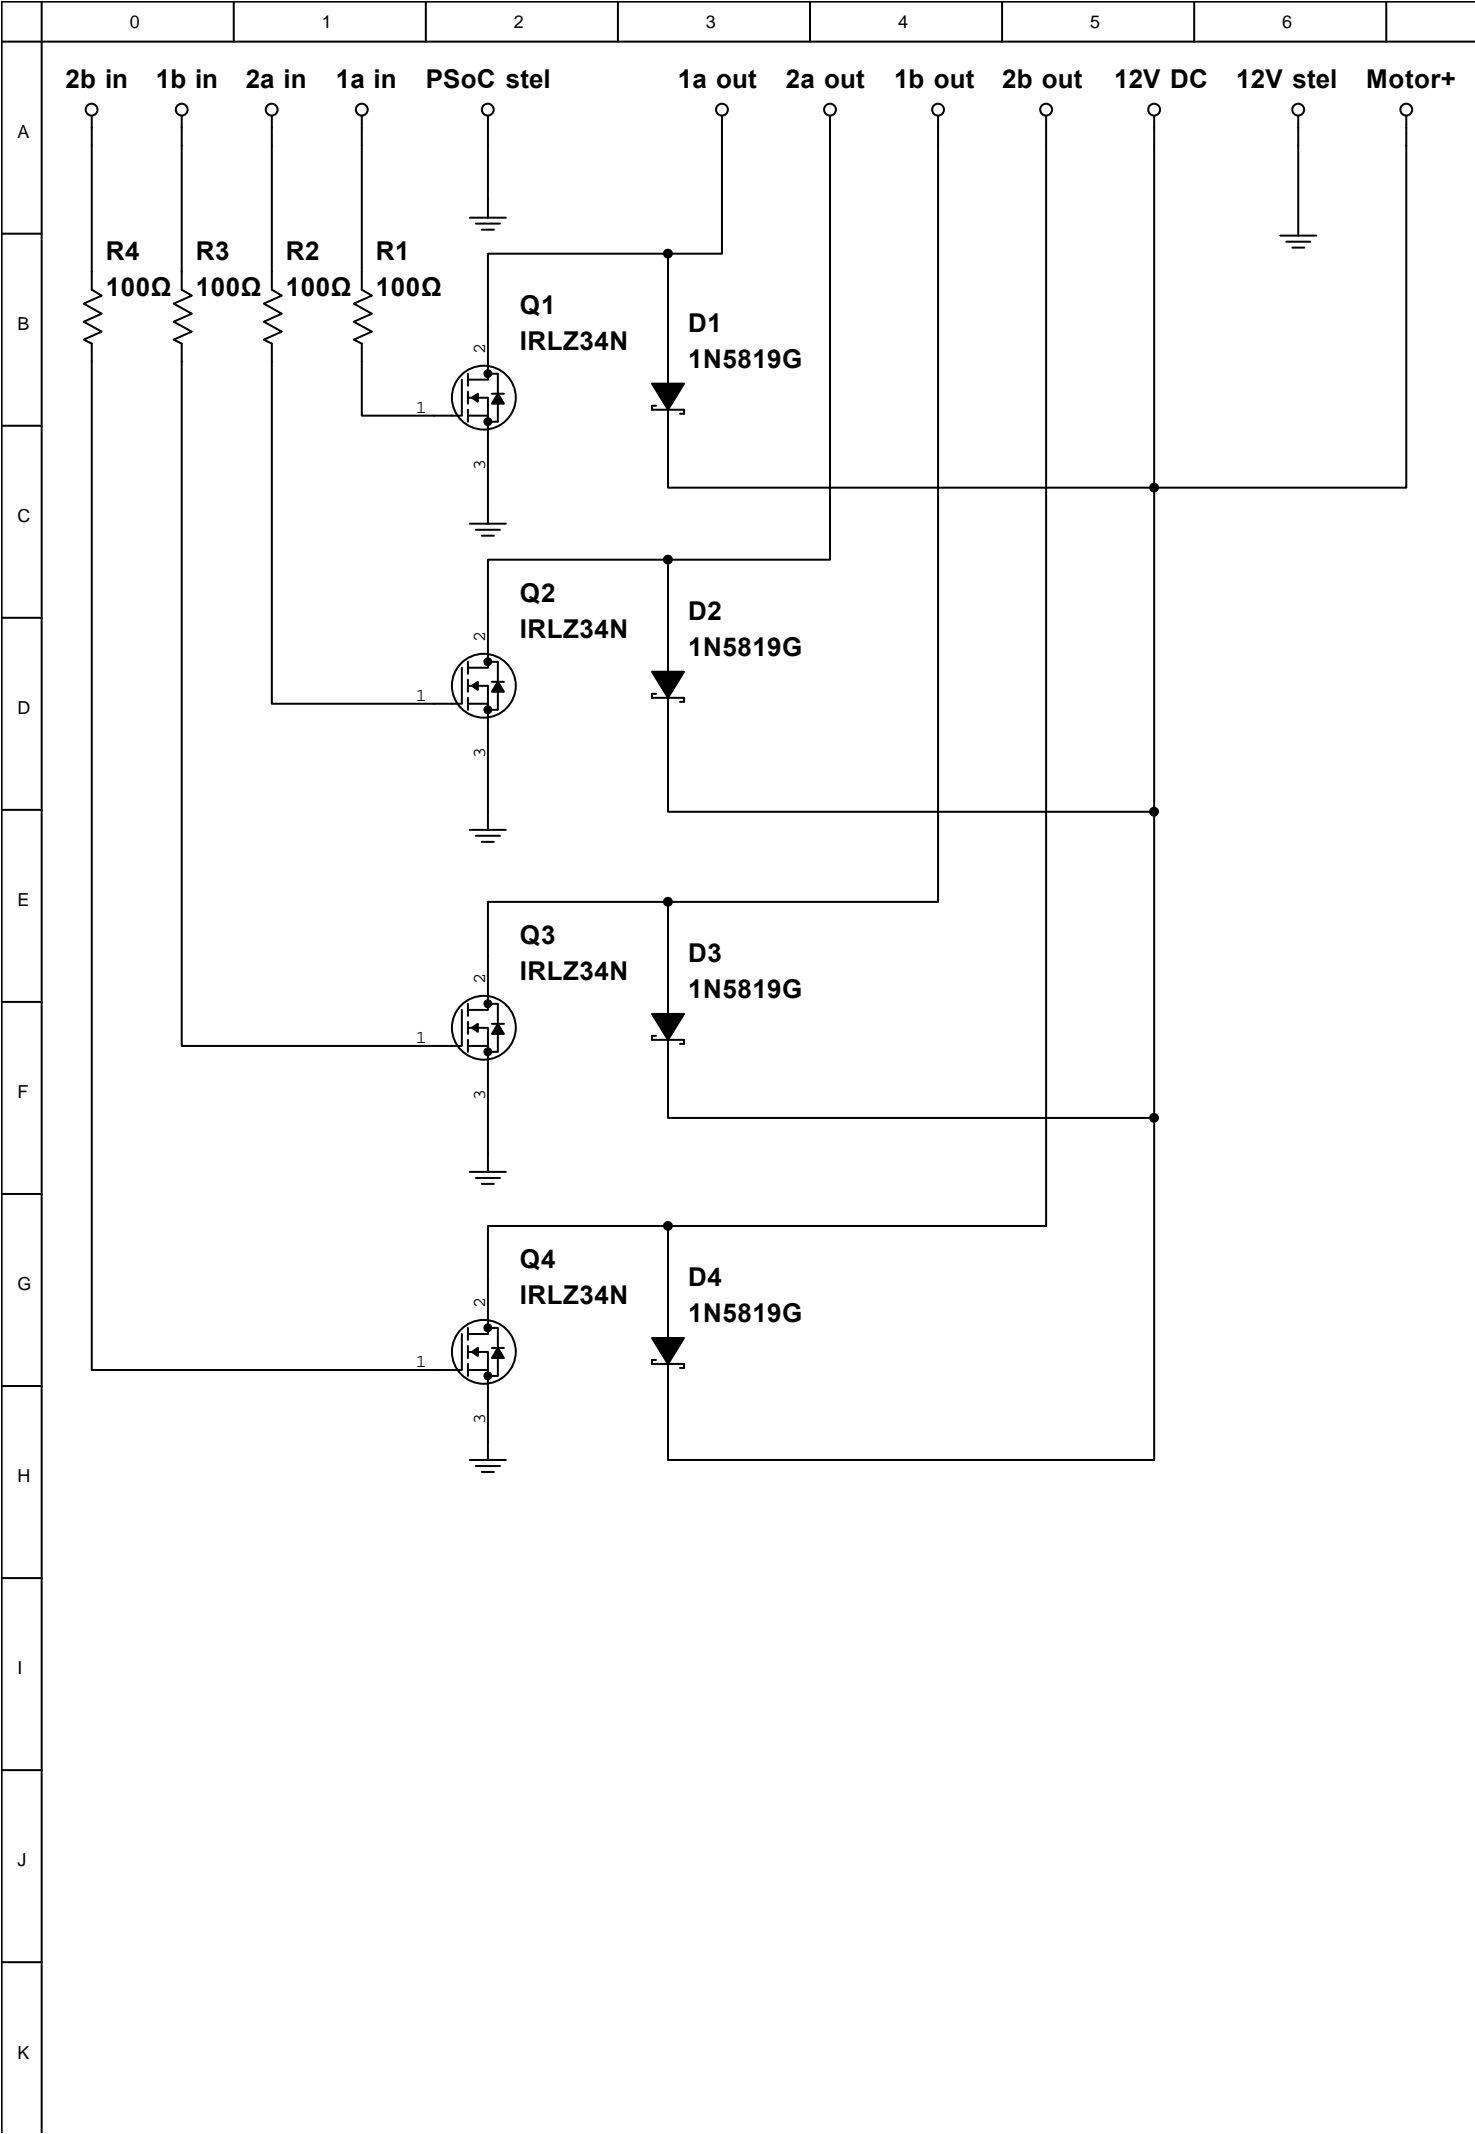 0 1 2 3 4 5 6
2b in 1b in 2a in 1a in PSoC stel 1a out 2a out 1b out 2b out 12V DC 12V stel Motor+
A
R4 R3 R2 R1
100Ω 100Ω 100Ω 100Ω
Q1
IRLZ34N
D1
1N5819G
B
2
1
3
C
Q2
IRLZ34N
D2
1N5819G
2
1
D
3
E
Q3
IRLZ34N
D3
1N5819G
2
1
F
3
G
Q4
IRLZ34N
D4
1N5819G
2
1
3
H
I
J
K